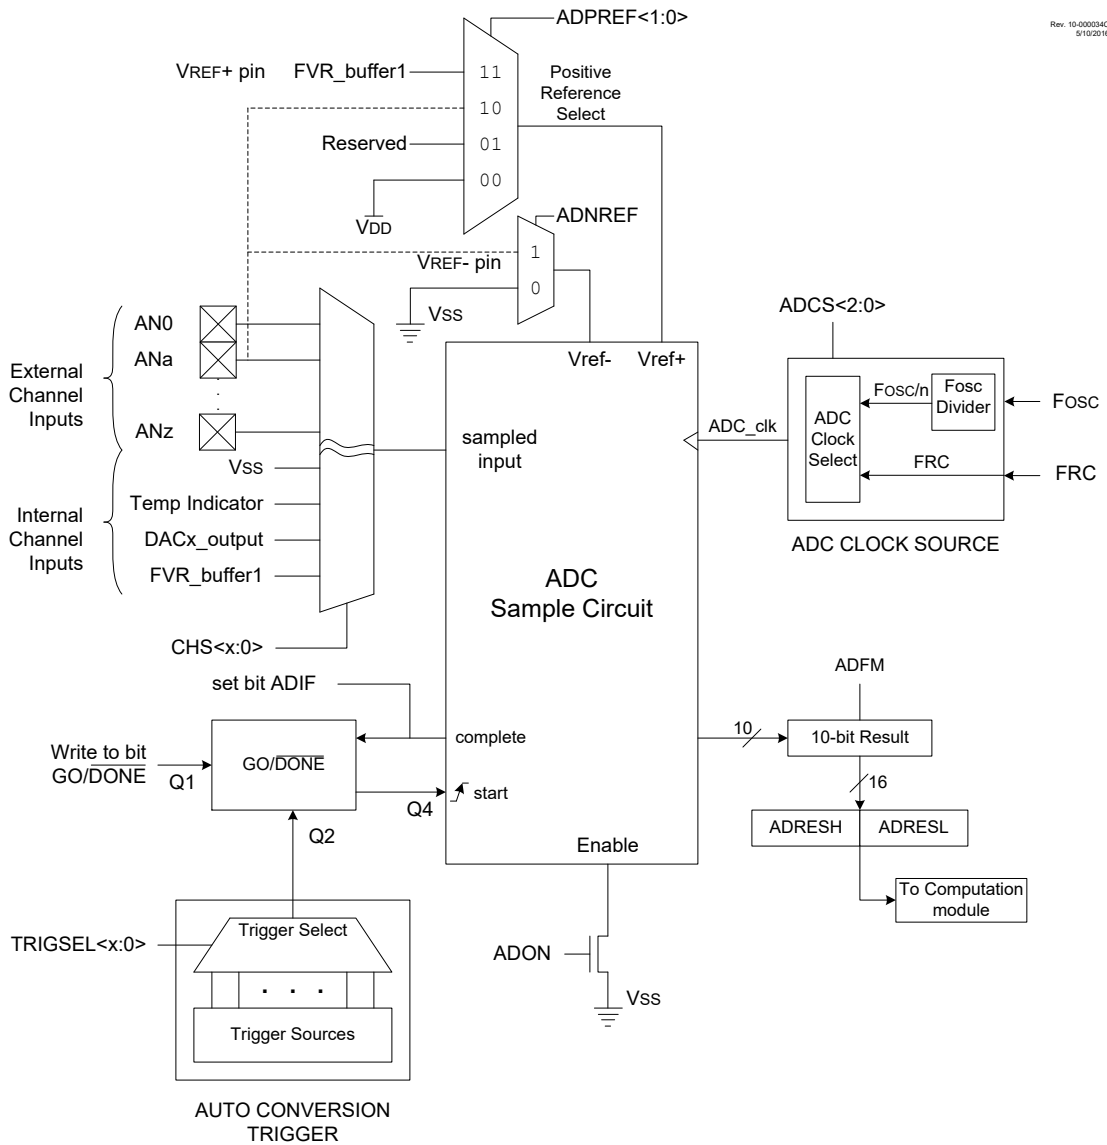 ADPREF<1:0>
Rev. 10-000034C
5/10/2016
VREF+ pin
FVR_buffer1
11
Positive
Reference
Select
10
Reserved
01
00
VDD
ADNREF
VREF- pin
1
0
VSS
ADCS<2:0>
AN0
ANa
.
.
ANz
External
Channel
Inputs
VSS
Temp Indicator
DACx_output
FVR_buffer1
Internal
Channel
Inputs
CHS<x:0>
Vref-
Vref+
sampled
input
ADC_clk
ADC
Clock
Select
FOSC/n
Fosc
Divider
FOSC
FRC
FRC
ADC CLOCK SOURCE
ADC
Sample Circuit
set bit ADIF
complete
Write to bit
GO/DONE
Q1
GO/DONE
Q4
start
Q2
Enable
ADFM
10
10-bit Result
16
ADRESH
ADRESL
To Computation
module
TRIGSEL<x:0>
Trigger Select
. . .
Trigger Sources
AUTO CONVERSION
TRIGGER
ADON
VSS